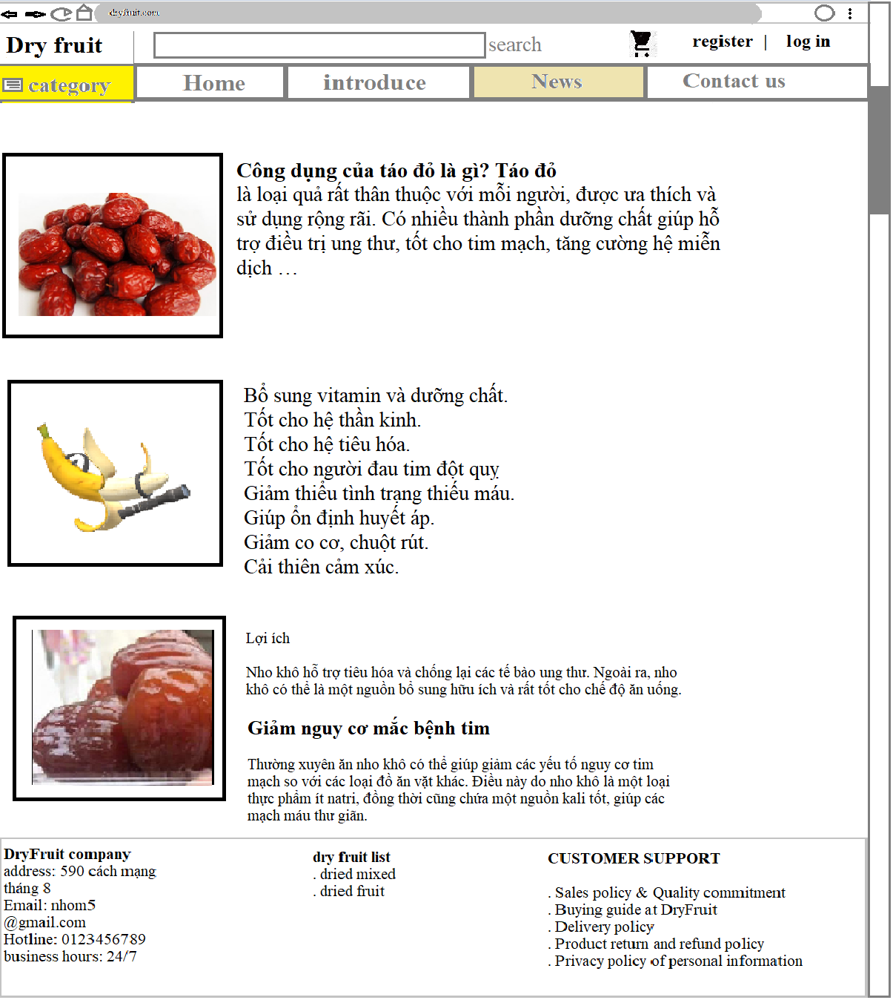 dryfruit.com
Dry fruit
search
register | log in
category
Home
introduce
News
Contact us
Công dụng của táo đỏ là gì? Táo đỏ
là loại quả rất thân thuộc với mỗi người, được ưa thích và
sử dụng rộng rãi. Có nhiều thành phần dưỡng chất giúp hỗ
trợ điều trị ung thư, tốt cho tim mạch, tăng cường hệ miễn
dịch …
Bổ sung vitamin và dưỡng chất.
Tốt cho hệ thần kinh.
Tốt cho hệ tiêu hóa.
Tốt cho người đau tim đột quỵ
Giảm thiểu tình trạng thiếu máu.
Giúp ổn định huyết áp.
Giảm co cơ, chuột rút.
Cải thiên cảm xúc.
Lợi ích
Nho khô hỗ trợ tiêu hóa và chống lại các tế bào ung thư. Ngoài ra, nho
khô có thể là một nguồn bổ sung hữu ích và rất tốt cho chế độ ăn uống.
Giảm nguy cơ mắc bệnh tim
Thường xuyên ăn nho khô có thể giúp giảm các yếu tố nguy cơ tim
mạch so với các loại đồ ăn vặt khác. Điều này do nho khô là một loại
thực phẩm ít natri, đồng thời cũng chứa một nguồn kali tốt, giúp các
mạch máu thư giãn.
DryFruit company
address: 590 cách mạng
tháng 8
Email: nhom5
@gmail.com
Hotline: 0123456789
business hours: 24/7
dry fruit list
. dried mixed
. dried fruit
CUSTOMER SUPPORT
. Sales policy & Quality commitment
. Buying guide at DryFruit
. Delivery policy
. Product return and refund policy
. Privacy policy of personal information